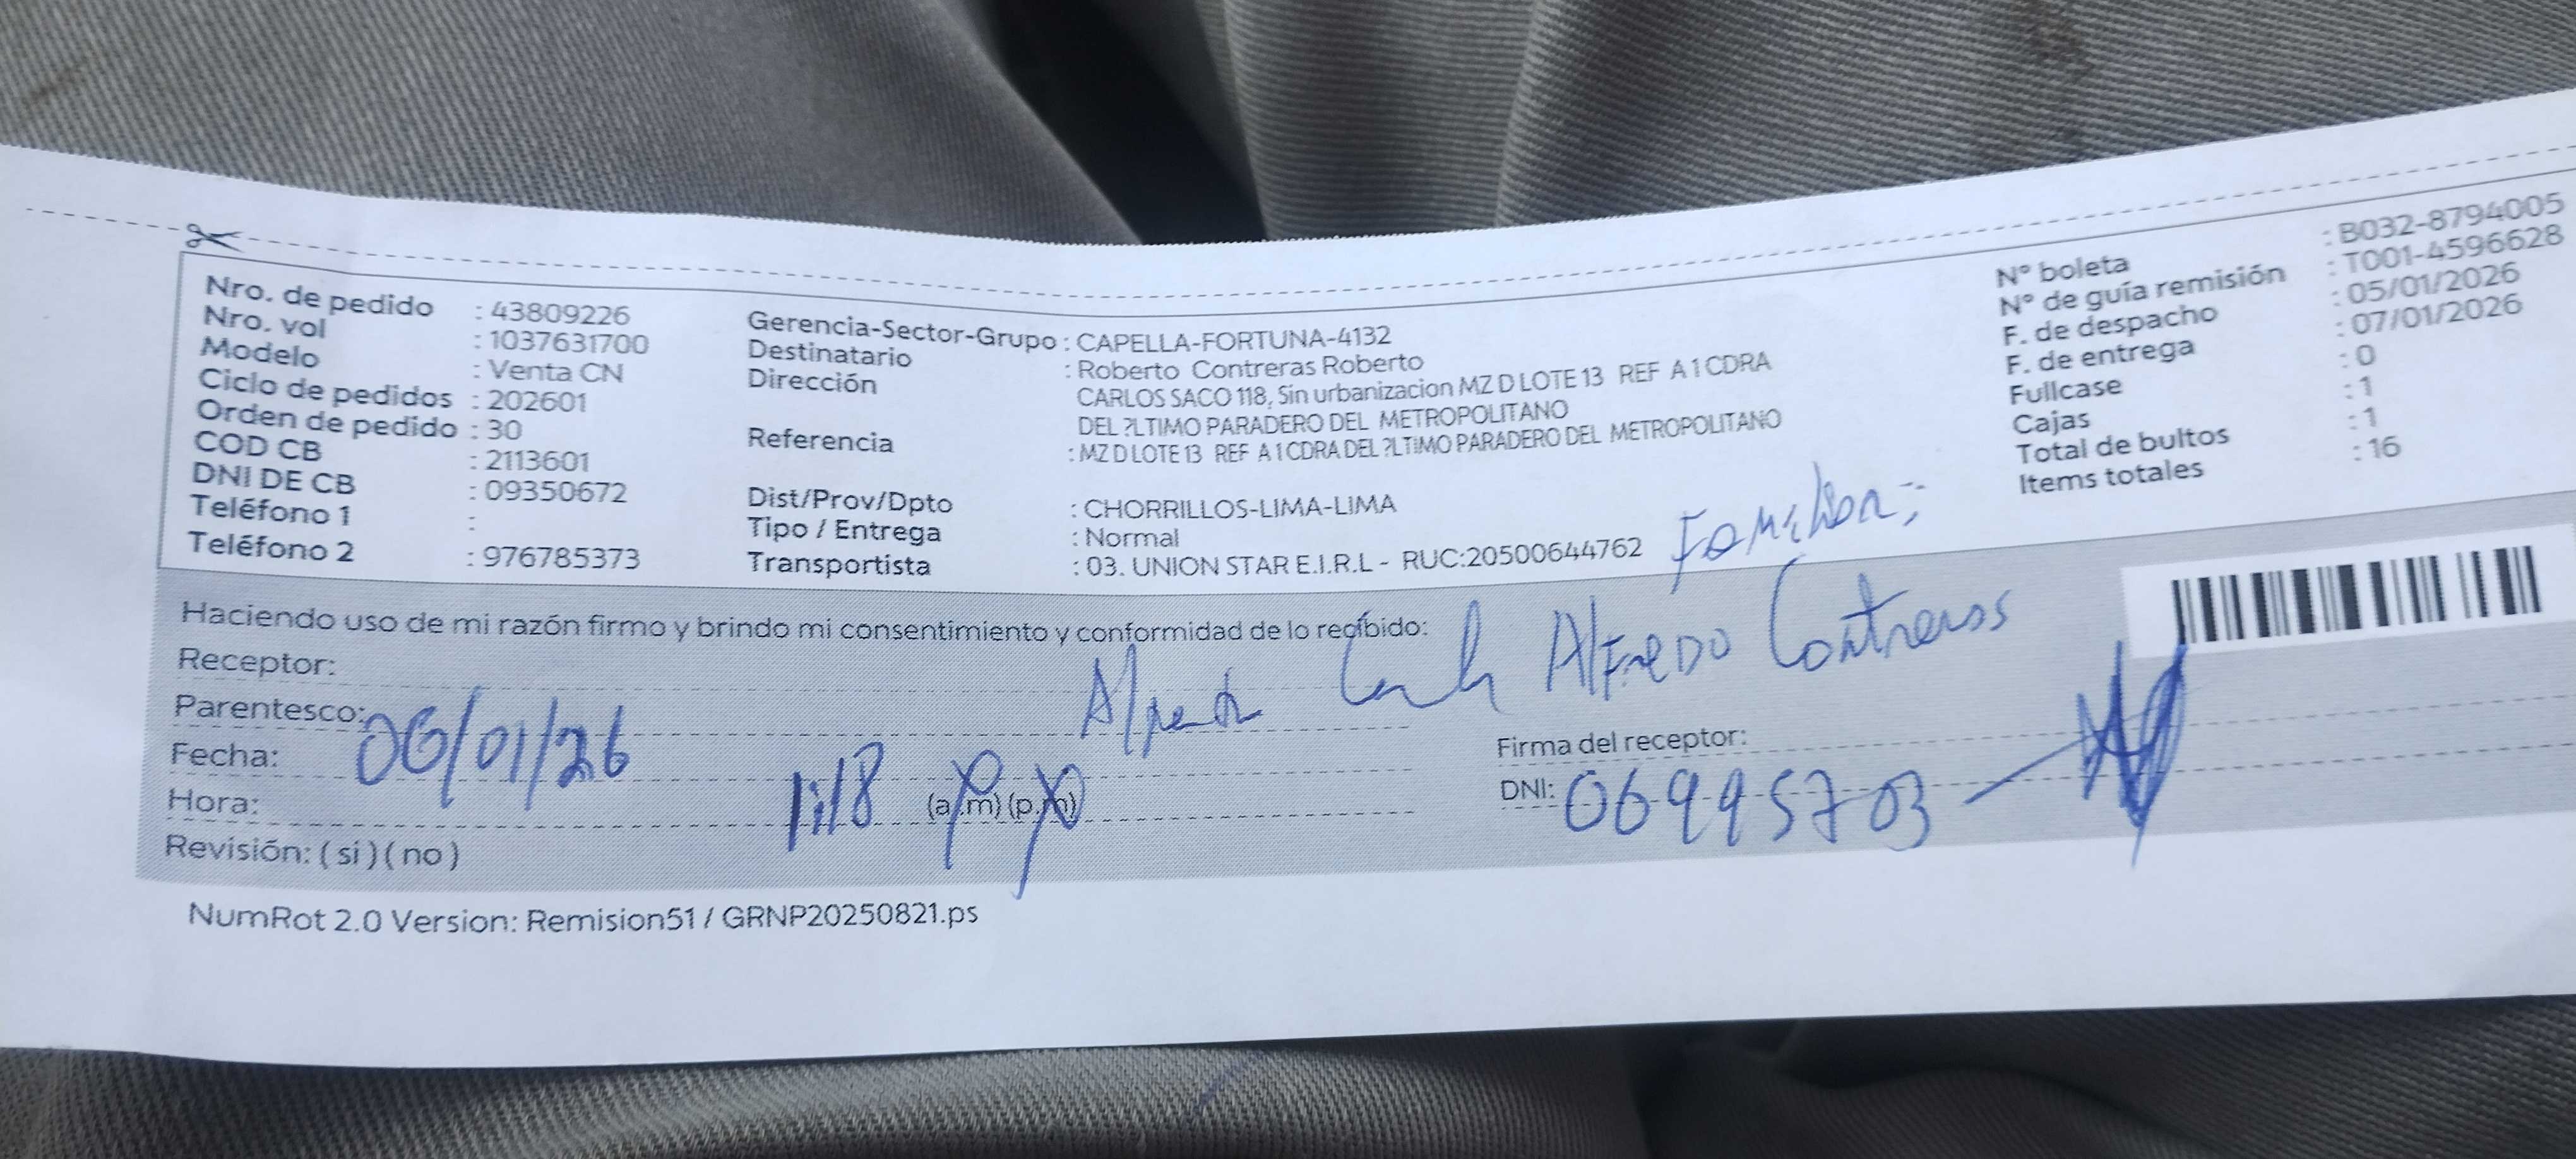 Nro. de pedido : 43809226
Nro. vol : 1037631700
Modelo : Venta CN
Ciclo de pedidos : 202601
Orden de pedido : 30
COD CB : 2113601
DNI DE CB : 09350672
Teléfono 1 :
Teléfono 2 : 976785373
Gerencia-Sector-Grupo : CAPELLA-FORTUNA-4132
Destinatario : Roberto Contreras Roberto
Dirección CARLOS SACO 118, Sin urbanizacion MZ D LOTE 13 REF A 1 CDRA
DEL ?LTIMO PARADERO DEL METROPOLITANO
Referencia : MZ D LOTE 13 REF A 1 CDRA DEL ?LTIMO PARADERO DEL METROPOLITANO
Dist/Prov/Dpto : CHORRILLOS-LIMA-LIMA
Tipo / Entrega : Normal
Transportista : 03. UNION STAR E.I.R.L - RUC:20500644762
N° boleta : B032-8794005
N° de guía remisión : T001-4596628
F. de despacho : 05/01/2026
F. de entrega : 07/01/2026
Fullcase : 0
Cajas : 1
Total de bultos : 1
Items totales : 16
Haciendo uso de mi razón firmo y brindo mi consentimiento y conformidad de lo recibido:
Receptor: Alfredo Contreras
Parentesco:
Fecha: 06/01/26
Hora: 1:18 (a.m) (p.m)
Revisión: ( si ) ( no )
Firma del receptor:
DNI: 06995703
NumRot 2.0 Version: Remision51 / GRNP20250821.ps